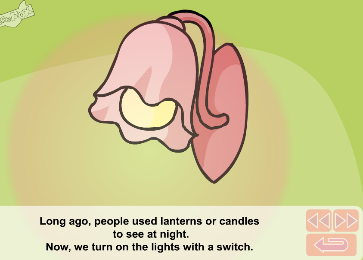 Long ago, people used lanterns or candles
to see at night.
Now, we turn on the lights with a switch.